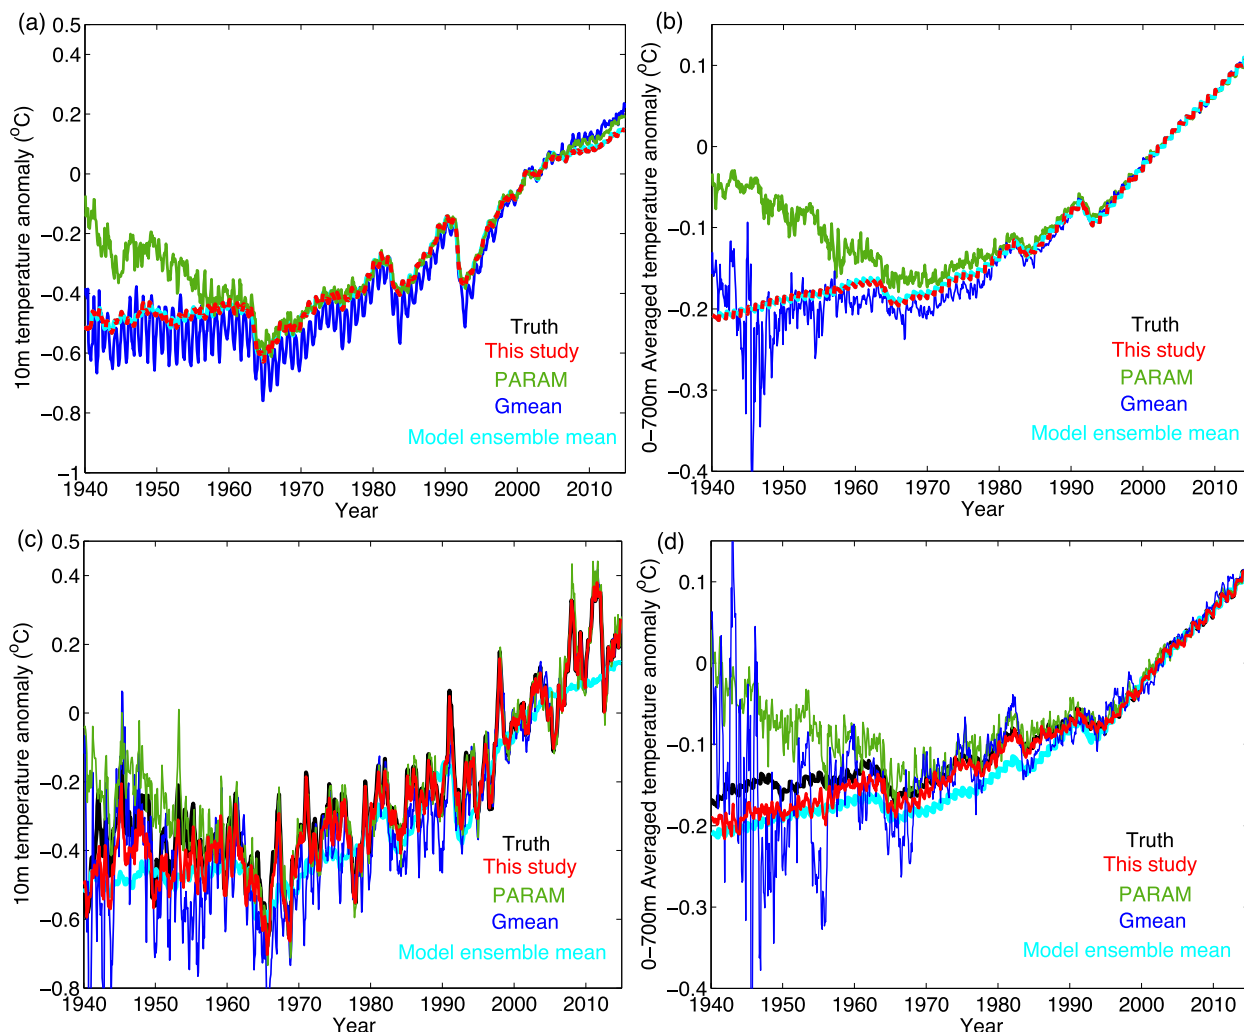 (a)
0.5
0.4
0.2
0
−0.2
−0.4
−0.6
−0.8
−1
10m temperature anomaly (°C)
1940 1950 1960 1970 1980 1990 2000 2010
Year
Truth
This study
PARAM
Gmean
Model ensemble mean
(b)
0.1
0
−0.1
−0.2
−0.3
−0.4
0−700m Averaged temperature anomaly (°C)
1940 1950 1960 1970 1980 1990 2000 2010
Year
Truth
This study
PARAM
Gmean
Model ensemble mean
(c)
0.5
0.4
0.2
0
−0.2
−0.4
−0.6
−0.8
10m temperature anomaly (°C)
1940 1950 1960 1970 1980 1990 2000 2010
Year
Truth
This study
PARAM
Gmean
Model ensemble mean
(d)
0.1
0
−0.1
−0.2
−0.3
−0.4
0−700m Averaged temperature anomaly (°C)
1940 1950 1960 1970 1980 1990 2000 2010
Year
Truth
This study
PARAM
Gmean
Model ensemble mean